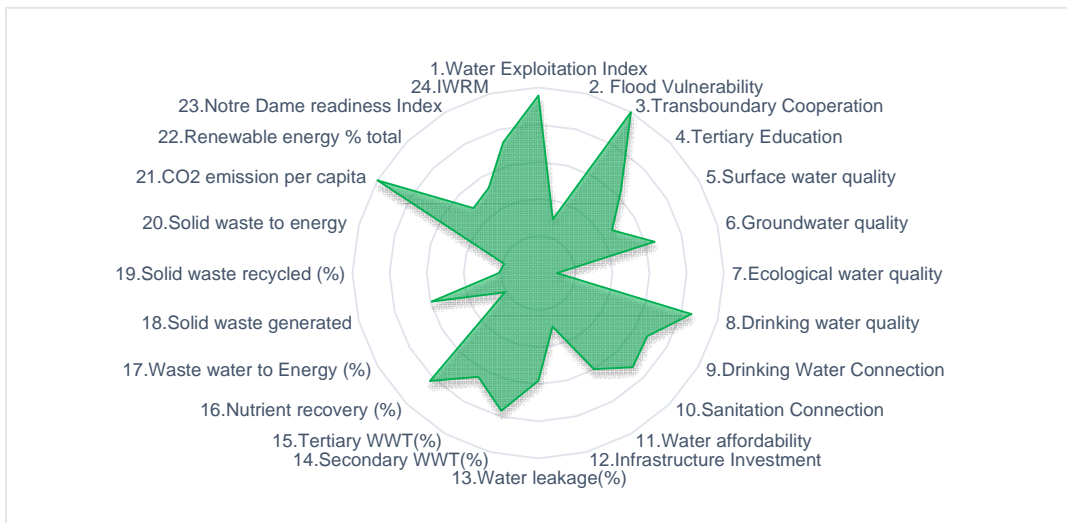 1.Water Exploitation Index
2. Flood Vulnerability
3.Transboundary Cooperation
4.Tertiary Education
5.Surface water quality
6.Groundwater quality
7.Ecological water quality
8.Drinking water quality
9.Drinking Water Connection
10.Sanitation Connection
11.Water affordability
12.Infrastructure Investment
13.Water leakage(%)
14.Secondary WWT(%)
15.Tertiary WWT(%)
16.Nutrient recovery (%)
17.Waste water to Energy (%)
18.Solid waste generated
19.Solid waste recycled (%)
20.Solid waste to energy
21.CO2 emission per capita
22.Renewable energy % total
23.Notre Dame readiness Index
24.IWRM